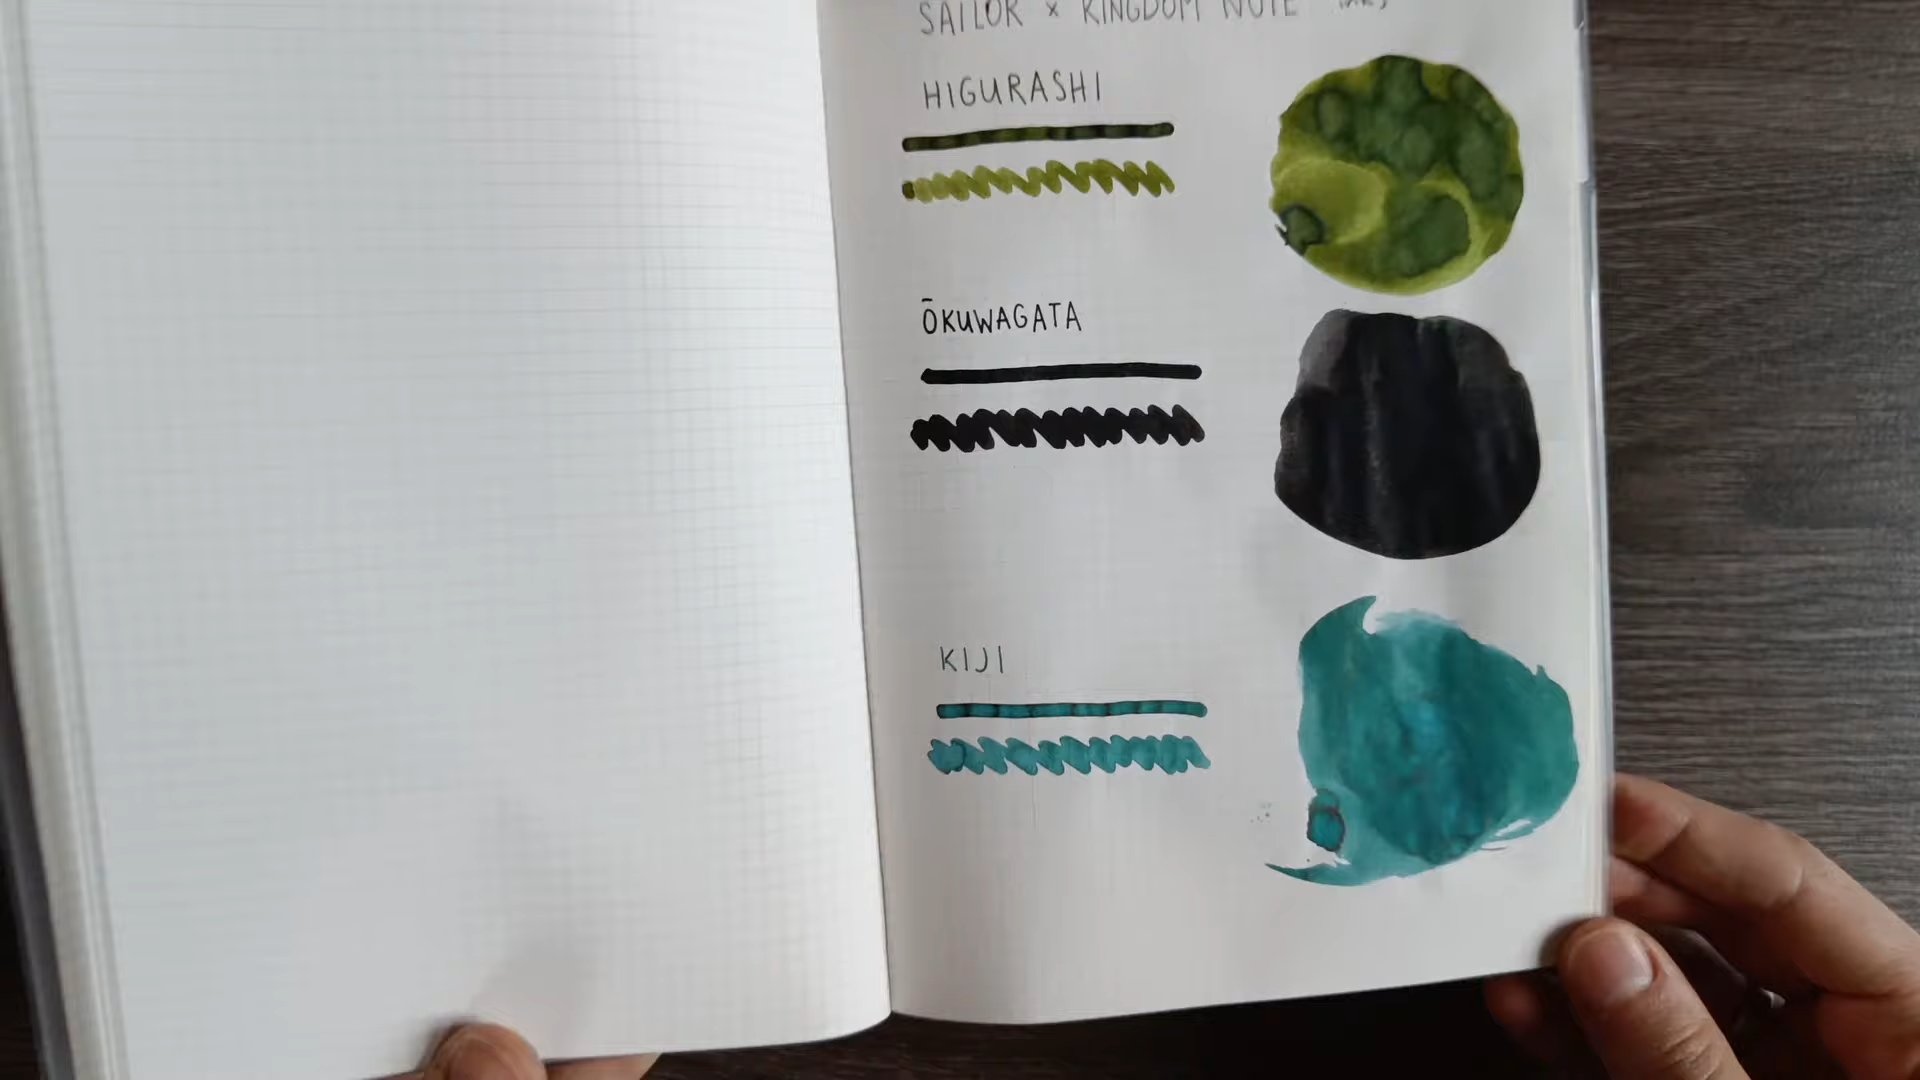 SAILOR × KINGDOM NOTE
HIGURASHI
ŌKUWAGATA
KIJI